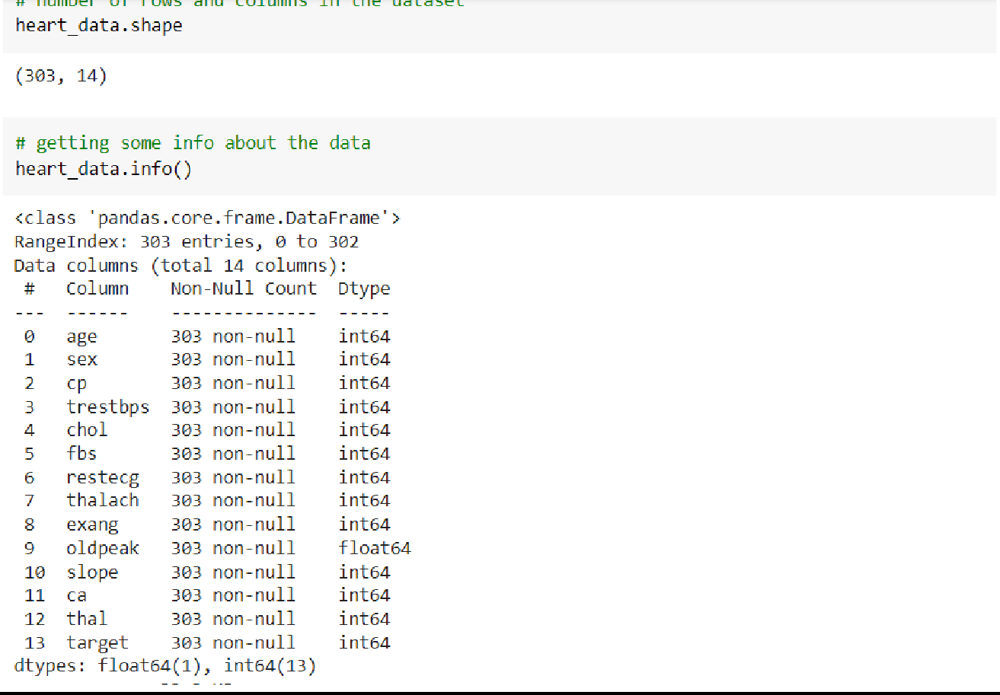 # number of rows and columns in the dataset
heart_data.shape
(303, 14)
# getting some info about the data
heart_data.info()
<class 'pandas.core.frame.DataFrame'>
RangeIndex: 303 entries, 0 to 302
Data columns (total 14 columns):
 #   Column    Non-Null Count  Dtype
---  ------    --------------  -----
 0   age       303 non-null    int64
 1   sex       303 non-null    int64
 2   cp        303 non-null    int64
 3   trestbps  303 non-null    int64
 4   chol      303 non-null    int64
 5   fbs       303 non-null    int64
 6   restecg   303 non-null    int64
 7   thalach   303 non-null    int64
 8   exang     303 non-null    int64
 9   oldpeak   303 non-null    float64
 10  slope     303 non-null    int64
 11  ca        303 non-null    int64
 12  thal      303 non-null    int64
 13  target    303 non-null    int64
dtypes: float64(1), int64(13)